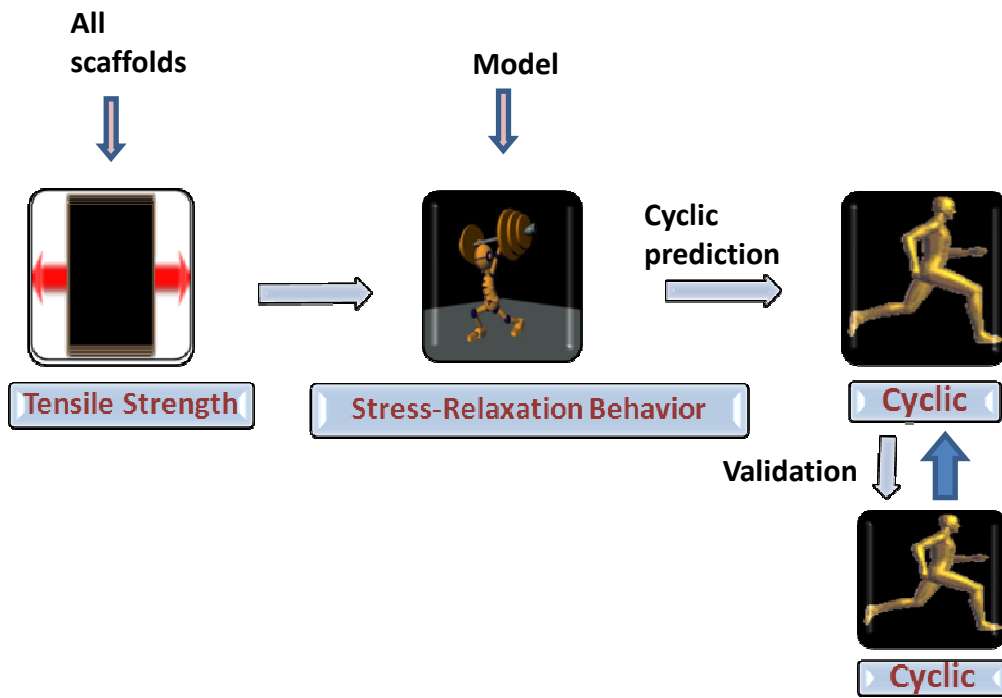 All
scaffolds
Model
Cyclic
prediction
Tensile Strength
Stress-Relaxation Behavior
Cyclic
Validation
Cyclic